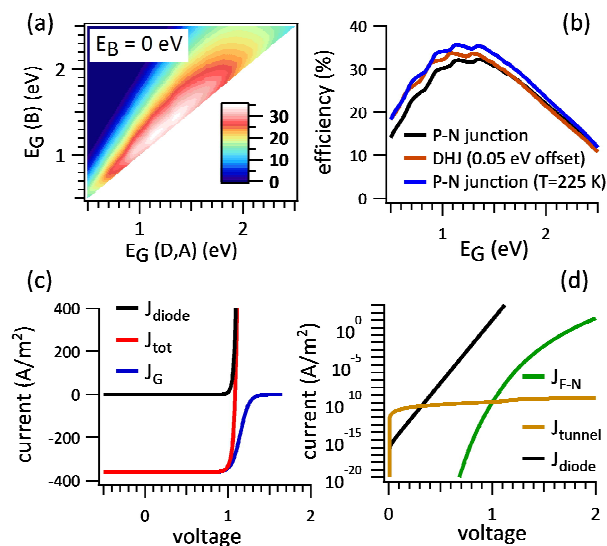 (a)
E_B = 0 eV
E_G (B) (eV)
2
1
30
20
10
0
1
2
E_G (D,A) (eV)
(b)
efficiency (%)
40
30
20
10
0
P-N junction
DHJ (0.05 eV offset)
P-N junction (T=225 K)
1
2
E_G (eV)
(c)
current (A/m²)
400
200
0
-200
-400
J_diode
J_tot
J_G
0
1
2
voltage
(d)
current (A/m²)
10⁰
10⁻⁵
10⁻¹⁰
10⁻¹⁵
10⁻²⁰
J_F-N
J_tunnel
J_diode
0
1
2
voltage